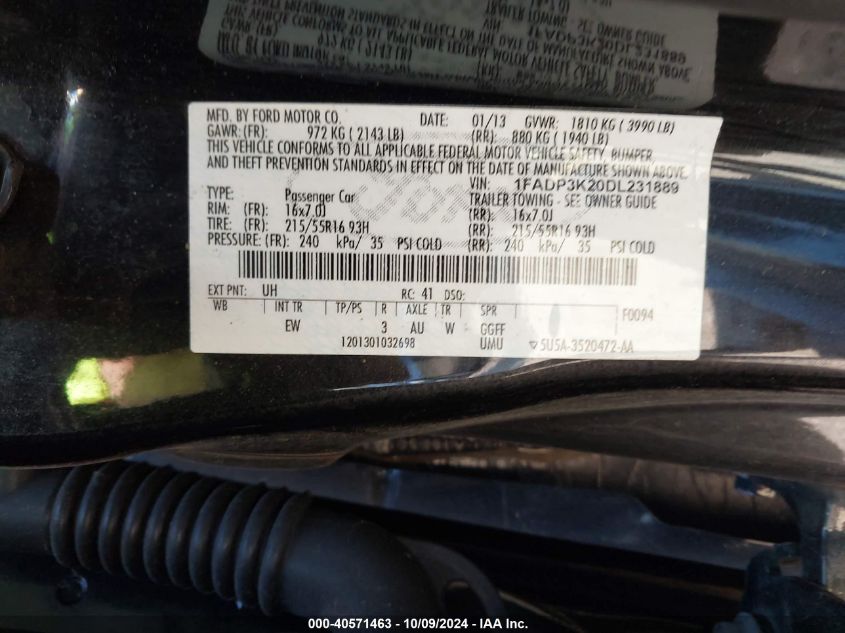 MFD. BY FORD MOTOR CO. DATE: 01/13 GVWR: 1810 KG ( 3990 LB)
GAWR: (FR): 972 KG ( 2143 LB) (RR): 880 KG ( 1940 LB)
THIS VEHICLE CONFORMS TO ALL APPLICABLE FEDERAL MOTOR VEHICLE SAFETY, BUMPER,
AND THEFT PREVENTION STANDARDS IN EFFECT ON THE DATE OF MANUFACTURE SHOWN ABOVE.
VIN: 1FADP3K20DL231889
TYPE: Passenger Car TRAILER TOWING - SEE OWNER GUIDE
RIM: (FR): 16x7.0J (RR): 16x7.0J
TIRE: (FR): 215/55R16 93H (RR): 215/55R16 93H
PRESSURE: (FR): 240 kPa/ 35 PSI COLD (RR): 240 kPa/ 35 PSI COLD
EXT PNT: UH RC: 41 DSO:
WB INT TR TP/PS R AXLE TR SPR F0094
EW 3 AU W GGFF
1201301032698 UMU ▽5U5A-3520472-AA
000-40571463 - 10/09/2024 - IAA Inc.